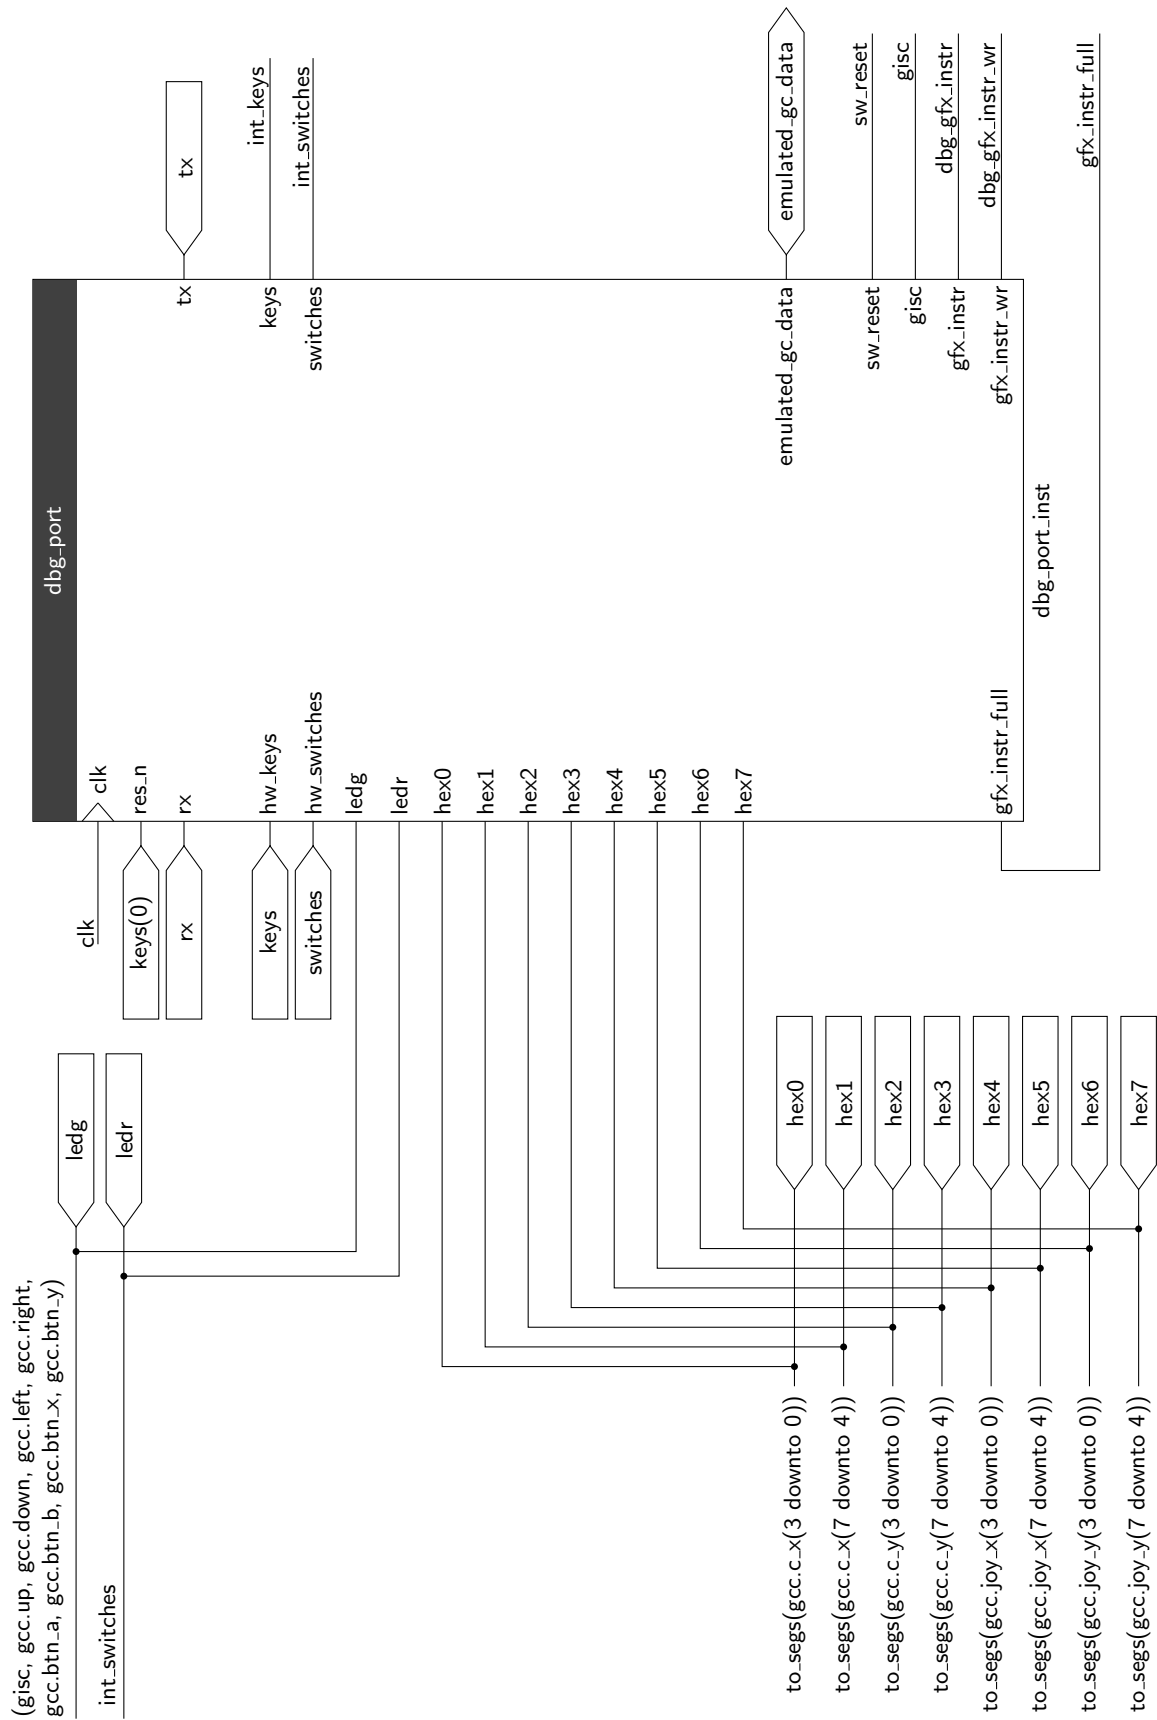 dbg_port
(gisc, gcc.up, gcc.down, gcc.left, gcc.right,
gcc.btn_a, gcc.btn_b, gcc.btn_x, gcc.btn_y)
ledg
int_switches
ledr
clk
clk
keys(0)
res_n
rx
rx
keys
hw_keys
switches
hw_switches
ledg
ledr
hex0
hex1
hex2
hex3
hex4
hex5
hex6
hex7
gfx_instr_full
tx
tx
keys
int_keys
switches
int_switches
emulated_gc_data
emulated_gc_data
sw_reset
sw_reset
gisc
gisc
gfx_instr
dbg_gfx_instr
gfx_instr_wr
dbg_gfx_instr_wr
dbg_port_inst
gfx_instr_full
to_segs(gcc.c_x(3 downto 0))
hex0
to_segs(gcc.c_x(7 downto 4))
hex1
to_segs(gcc.c_y(3 downto 0))
hex2
to_segs(gcc.c_y(7 downto 4))
hex3
to_segs(gcc.joy_x(3 downto 0))
hex4
to_segs(gcc.joy_x(7 downto 4))
hex5
to_segs(gcc.joy_y(3 downto 0))
hex6
to_segs(gcc.joy_y(7 downto 4))
hex7